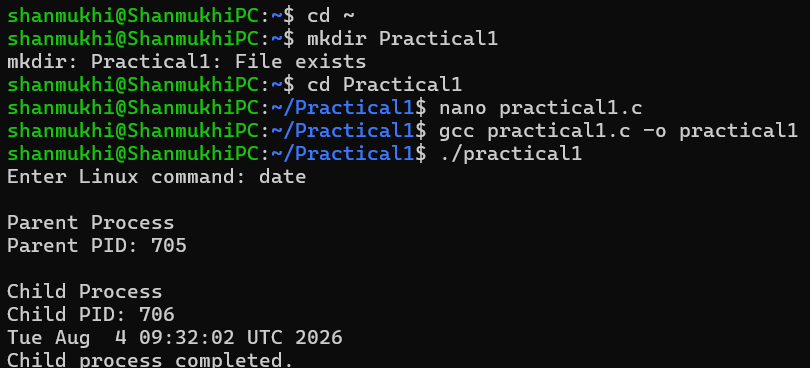 shanmukhi@ShanmukhiPC:~$ cd ~
shanmukhi@ShanmukhiPC:~$ mkdir Practical1
mkdir: Practical1: File exists
shanmukhi@ShanmukhiPC:~$ cd Practical1
shanmukhi@ShanmukhiPC:~/Practical1$ nano practical1.c
shanmukhi@ShanmukhiPC:~/Practical1$ gcc practical1.c -o practical1
shanmukhi@ShanmukhiPC:~/Practical1$ ./practical1
Enter Linux command: date
Parent Process
Parent PID: 705
Child Process
Child PID: 706
Tue Aug  4 09:32:02 UTC 2026
Child process completed.